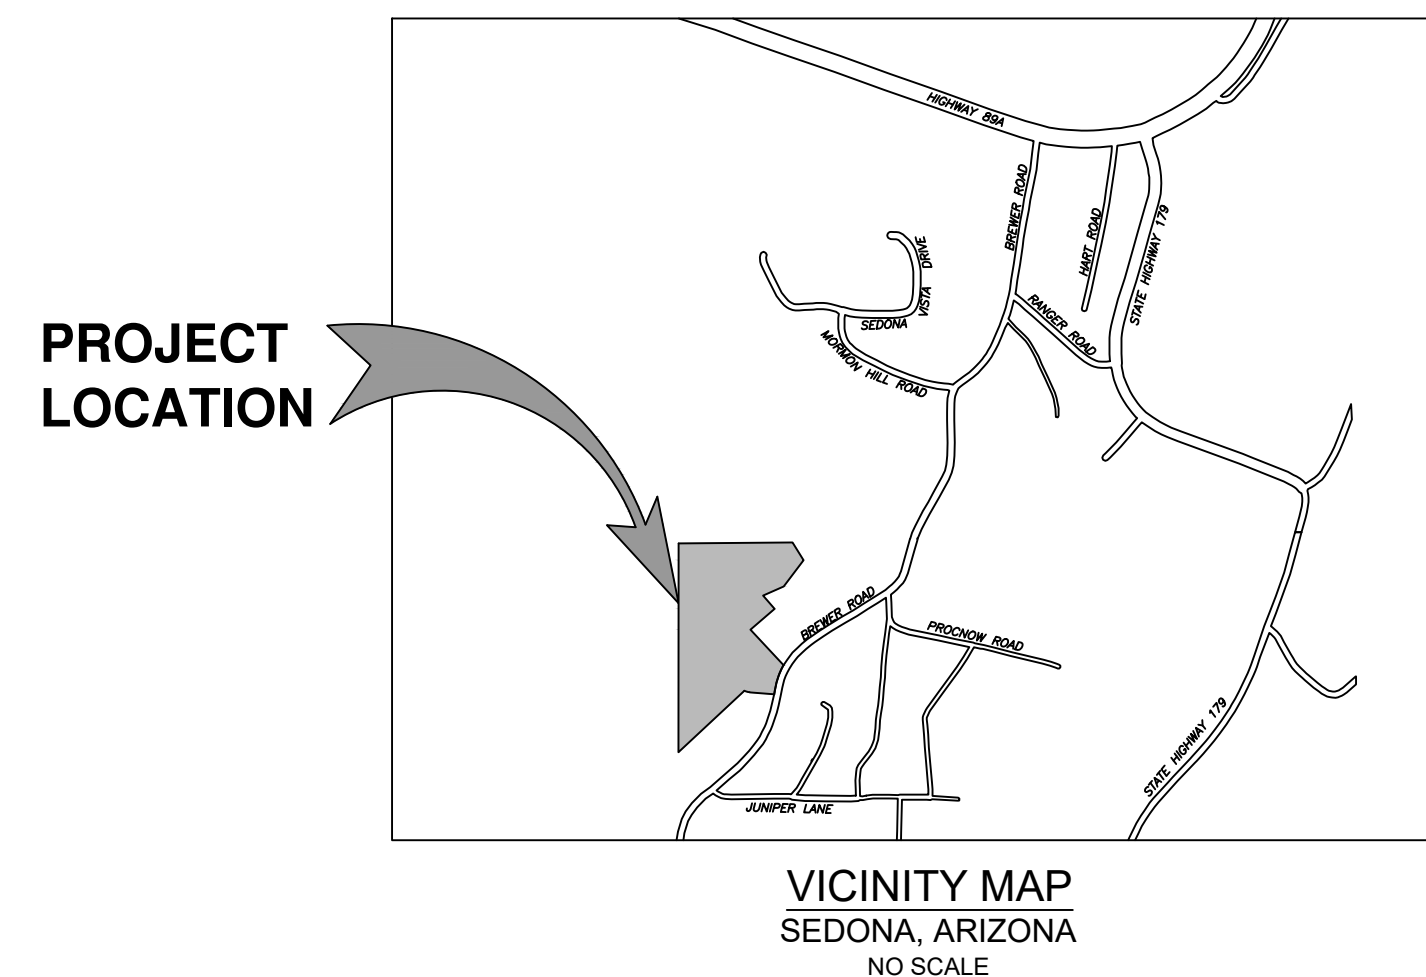 HIGHWAY 89A
BREWER ROAD
HART ROAD
STATE HIGHWAY 179
SEDONA
VISTA DRIVE
RANGER ROAD
MORMON HILL ROAD
PROJECT
LOCATION
BREWER ROAD
PROCNOW ROAD
STATE HIGHWAY 179
JUNIPER LANE
VICINITY MAP
SEDONA, ARIZONA
NO SCALE